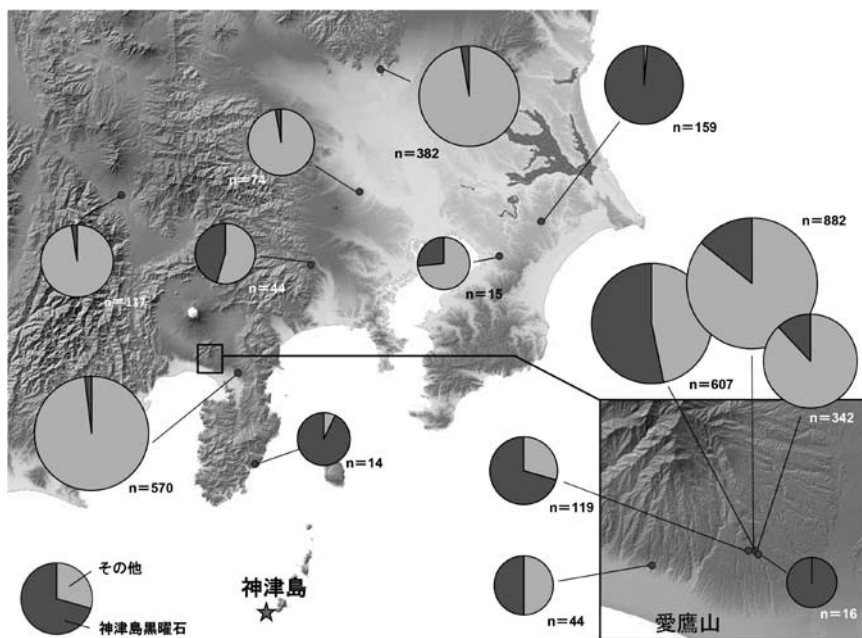 n=159
n=382
n=74
n=882
n=117
n=44
n=15
n=607
n=342
n=570
n=14
n=119
その他
神津島黒曜石
神津島
n=44
n=16
愛鷹山